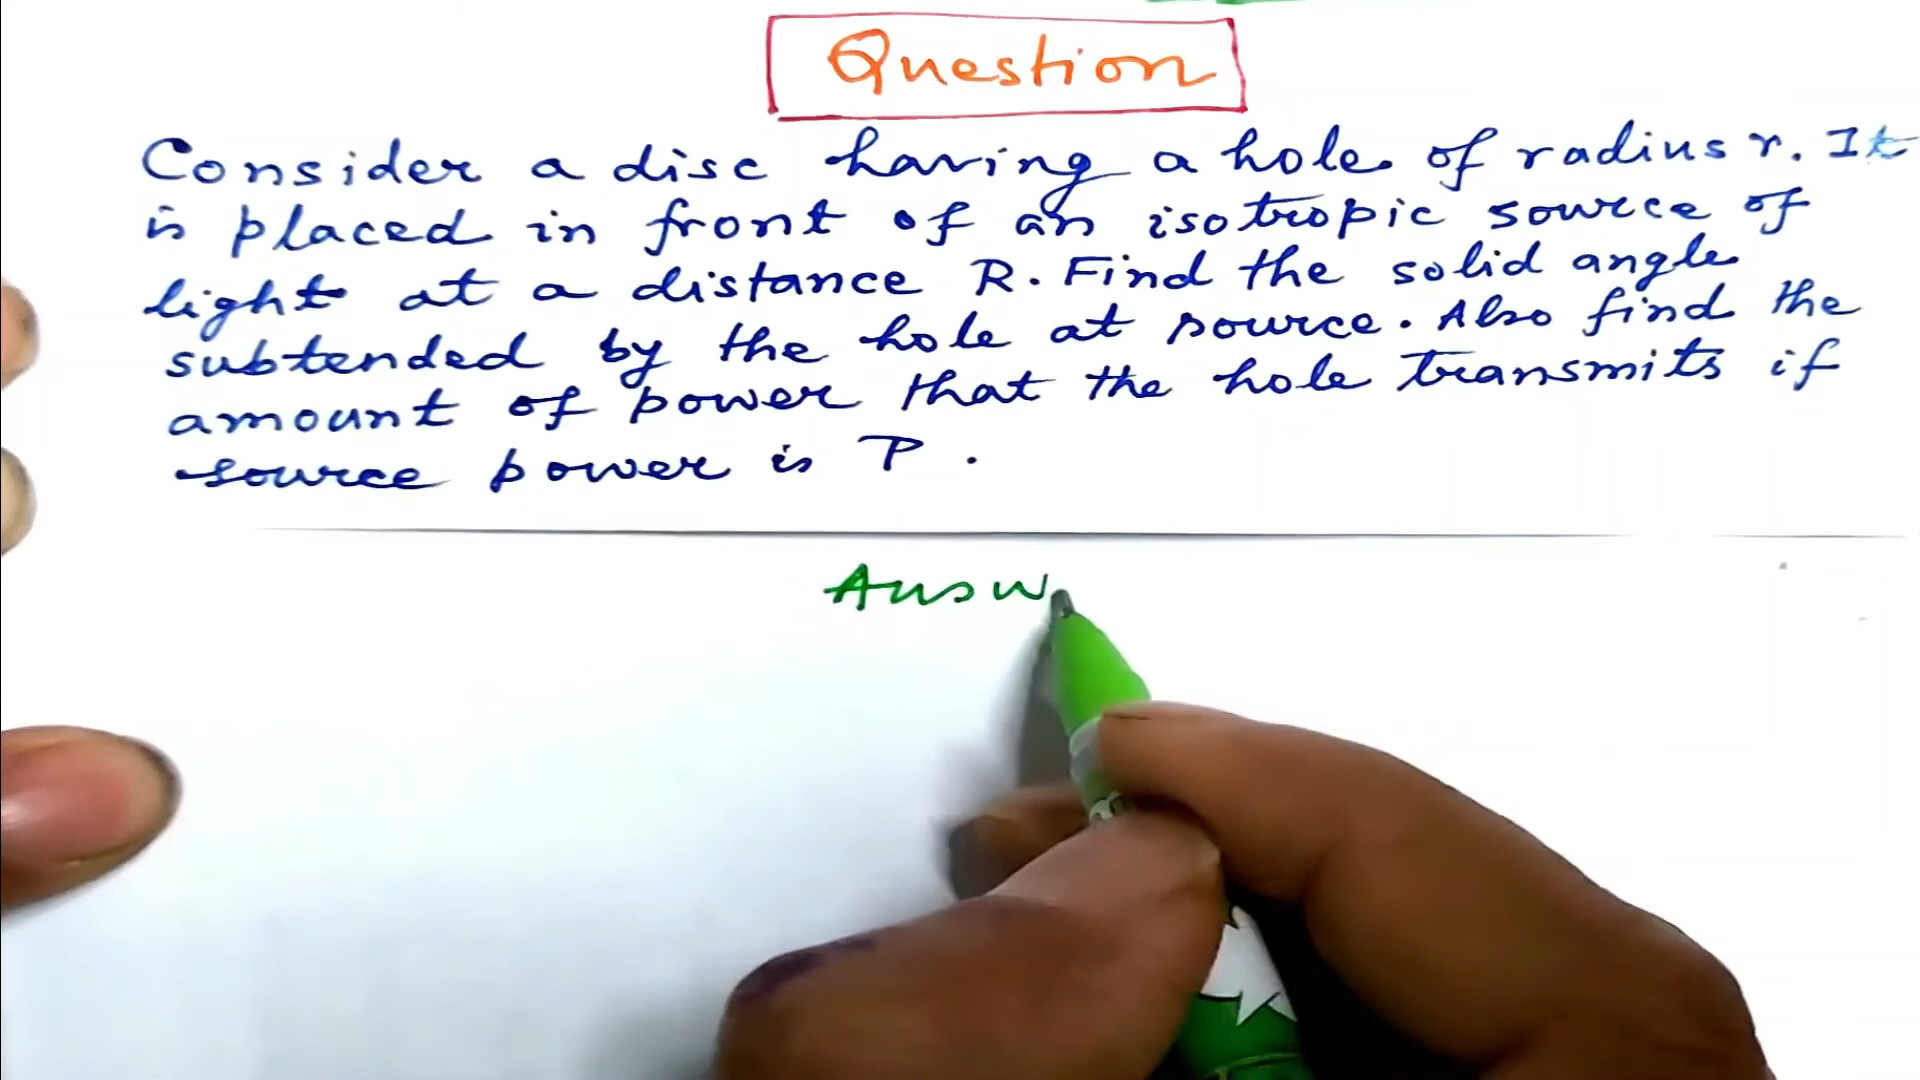 Question
Consider a disc having a hole of radius r. It
is placed in front of an isotropic source of
light at a distance R. Find the solid angle
subtended by the hole at source. Also find the
amount of power that the hole transmits if
source power is P.
Answ